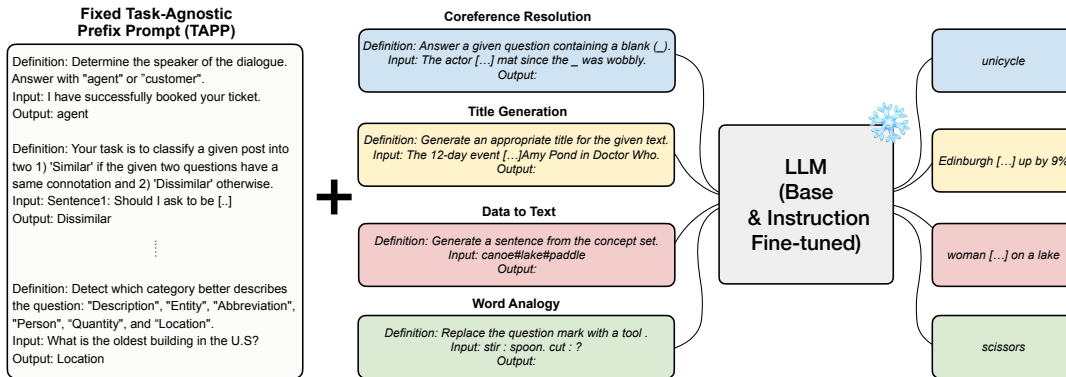 Fixed Task-Agnostic
Prefix Prompt (TAPP)
Definition: Determine the speaker of the dialogue.
Answer with "agent" or ”customer".
Input: I have successfully booked your ticket.
Output: agent
Definition: Your task is to classify a given post into
two 1) 'Similar' if the given two questions have a
same connotation and 2) 'Dissimilar' otherwise.
Input: Sentence1: Should I ask to be [..]
Output: Dissimilar
Definition: Detect which category better describes
the question: "Description", "Entity", "Abbreviation",
"Person", “Quantity", and “Location".
Input: What is the oldest building in the U.S?
Output: Location
+
Coreference Resolution
Definition: Answer a given question containing a blank (_).
Input: The actor […] mat since the _ was wobbly.
Output:
Title Generation
Definition: Generate an appropriate title for the given text.
Input: The 12-day event […]Amy Pond in Doctor Who.
Output:
Data to Text
Definition: Generate a sentence from the concept set.
Input: canoe#lake#paddle
Output:
Word Analogy
Definition: Replace the question mark with a tool .
Input: stir : spoon. cut : ?
Output:
LLM
(Base
& Instruction
Fine-tuned)
unicycle
Edinburgh […] up by 9%
woman […] on a lake
scissors